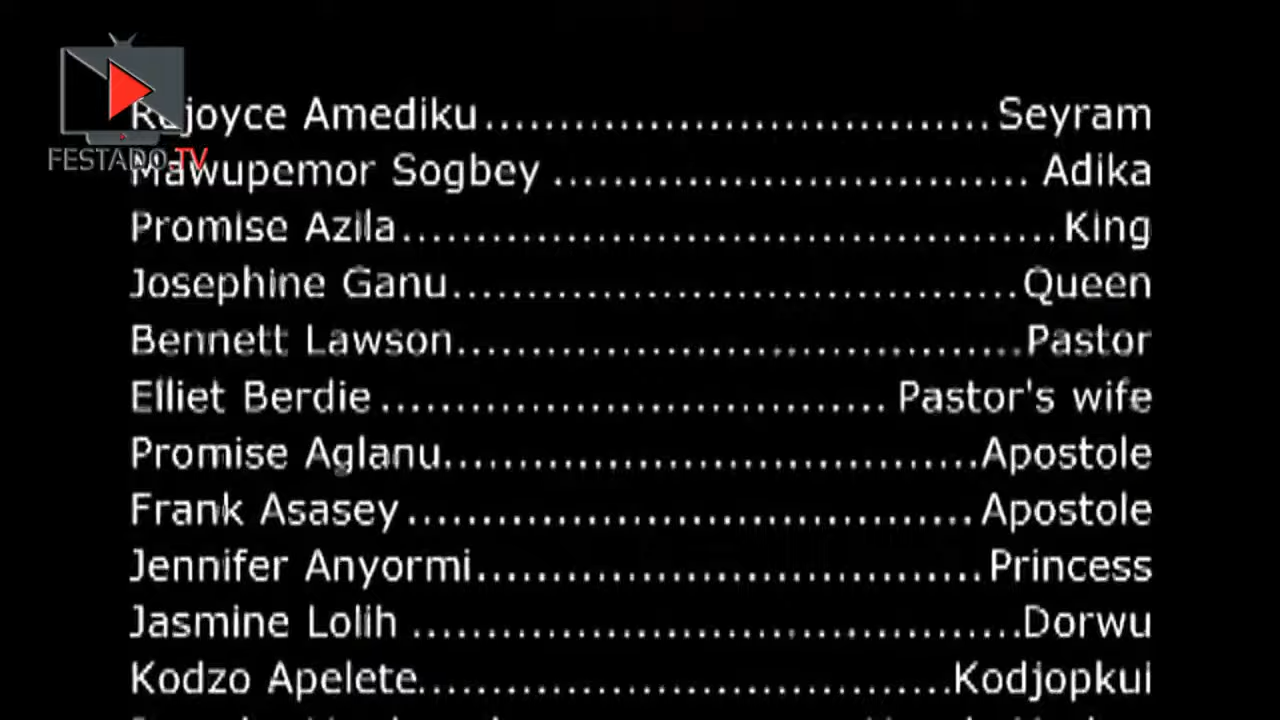 FESTADO.TV
Rejoyce Amediku................................Seyram
Mawupemor Sogbey ................................ Adika
Promise Azila....................................King
Josephine Ganu..................................Queen
Bennett Lawson..................................Pastor
Elliet Berdie .................................. Pastor's wife
Promise Aglanu...................................Apostole
Frank Asasey .....................................Apostole
Jennifer Anyormi.................................Princess
Jasmine Lolih ......................................Dorwu
Kodzo Apelete...................................Kodjopkui